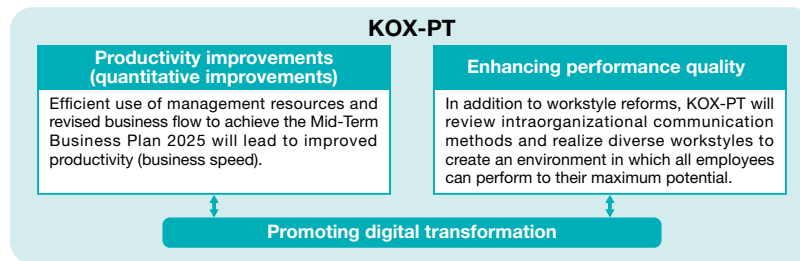 KOX-PT
Productivity improvements
(quantitative improvements)
Efficient use of management resources and
revised business flow to achieve the Mid-Term
Business Plan 2025 will lead to improved
productivity (business speed).
Enhancing performance quality
In addition to workstyle reforms, KOX-PT will
review intraorganizational communication
methods and realize diverse workstyles to
create an environment in which all employees
can perform to their maximum potential.
Promoting digital transformation